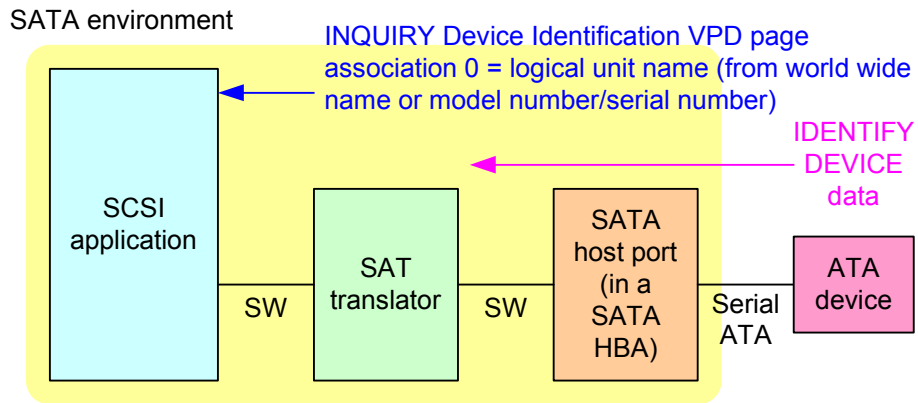 SATA environment
INQUIRY Device Identification VPD page
association 0 = logical unit name (from world wide
name or model number/serial number)
IDENTIFY
DEVICE
data
SCSI
application
SW
SAT
translator
SW
SATA
host port
(in a
SATA
HBA)
Serial
ATA
ATA
device